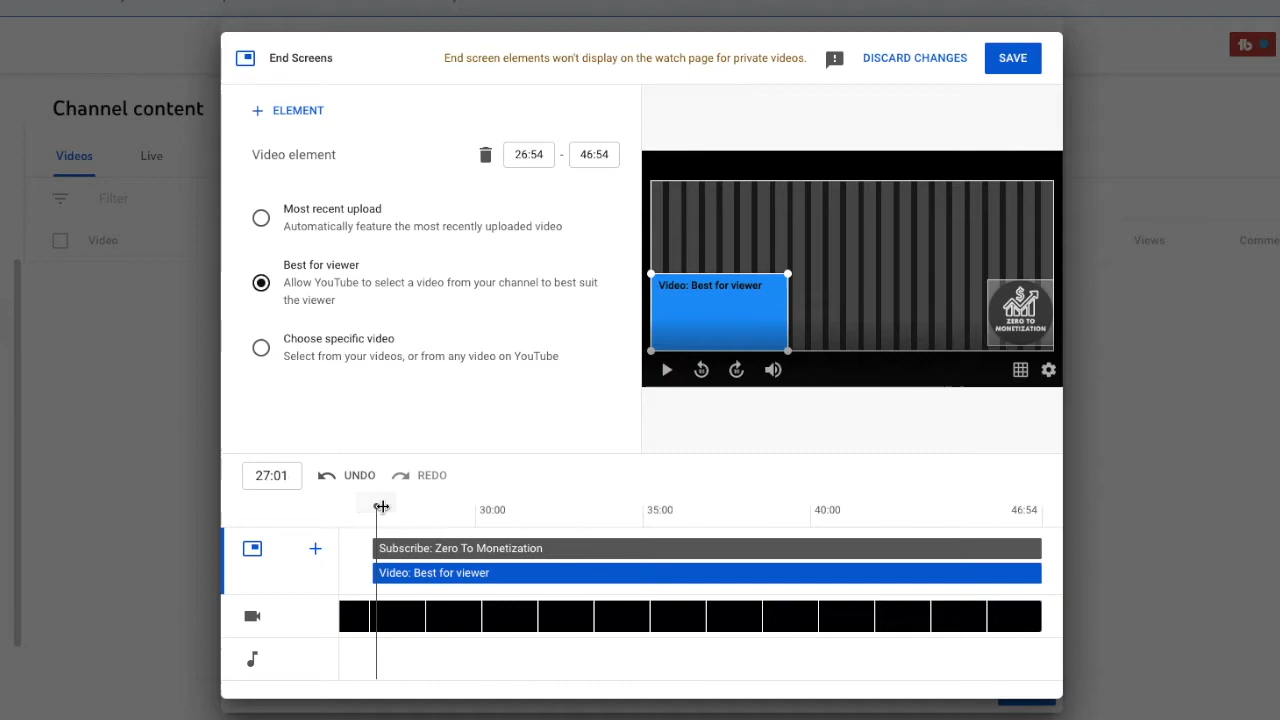 End Screens
End screen elements won't display on the watch page for private videos.
DISCARD CHANGES
SAVE
Channel content
Videos
Live
Filter
Video
Views
Comme
+ ELEMENT
Video element
26:54 - 46:54
Most recent upload
Automatically feature the most recently uploaded video
Best for viewer
Allow YouTube to select a video from your channel to best suit
the viewer
Choose specific video
Select from your videos, or from any video on YouTube
Video: Best for viewer
ZERO TO
MONETIZATION
27:01
UNDO
REDO
30:00
35:00
40:00
46:54
Subscribe: Zero To Monetization
Video: Best for viewer